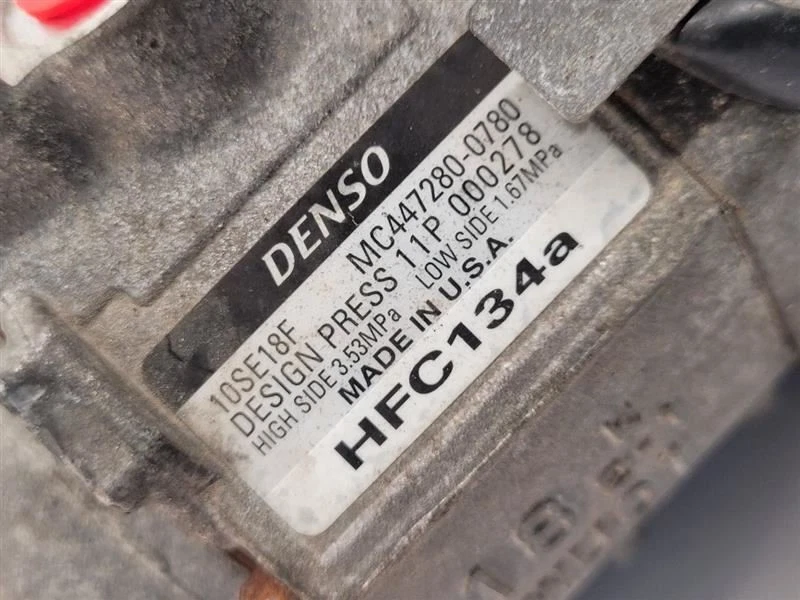 DENSO
10SE18F MC447280-0780
DESIGN PRESS 11P 000278
HIGH SIDE 3.53MPa LOW SIDE 1.67MPa
MADE IN U.S.A.
HFC134a
18